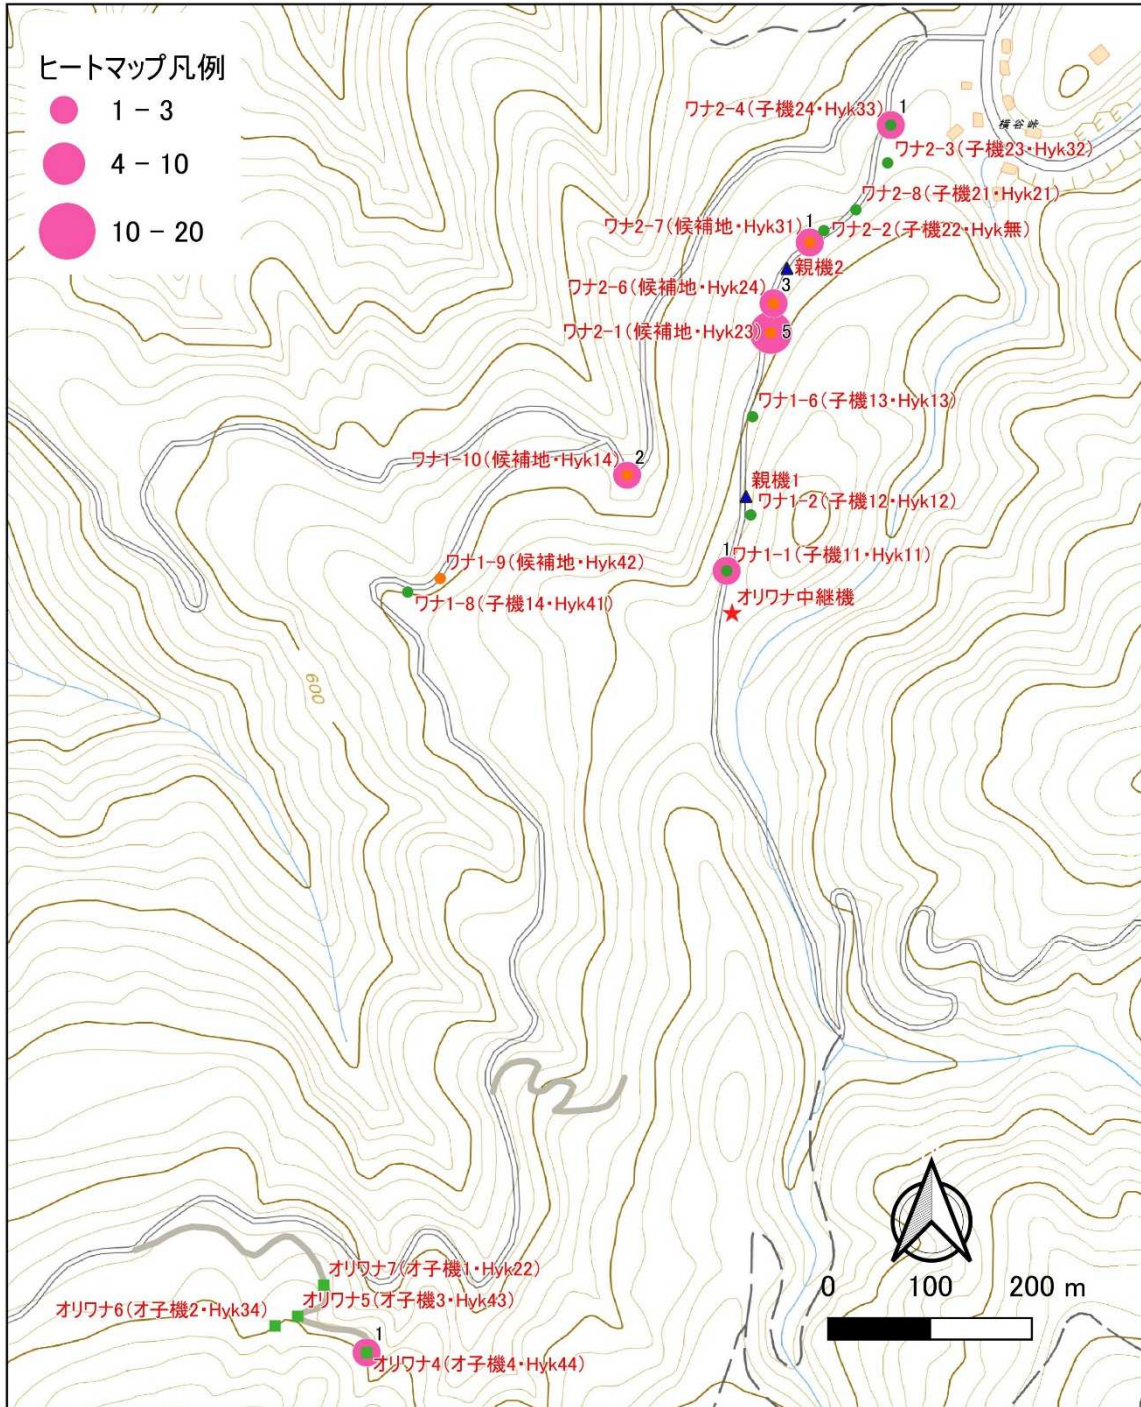 ヒートマップ凡例
1 - 3
4 - 10
10 - 20
ワナ2-4(子機24・Hyk33)
1
横谷峠
ワナ2-3(子機23・Hyk32)
ワナ2-8(子機21・Hyk21)
ワナ2-7(候補地・Hyk31)
1
ワナ2-2(子機22・Hyk無)
親機2
ワナ2-6(候補地・Hyk24)
3
ワナ2-1(候補地・Hyk23)
5
ワナ1-6(子機13・Hyk13)
ワナ1-10(候補地・Hyk14)
2
親機1
ワナ1-2(子機12・Hyk12)
1
ワナ1-1(子機11・Hyk11)
ワナ1-9(候補地・Hyk42)
ワナ1-8(子機14・Hyk41)
オリワナ中継機
600
オリワナ7(オ子機1・Hyk22)
オリワナ5(オ子機3・Hyk43)
オリワナ6(オ子機2・Hyk34)
1
オリワナ4(オ子機4・Hyk44)
0 100 200 m